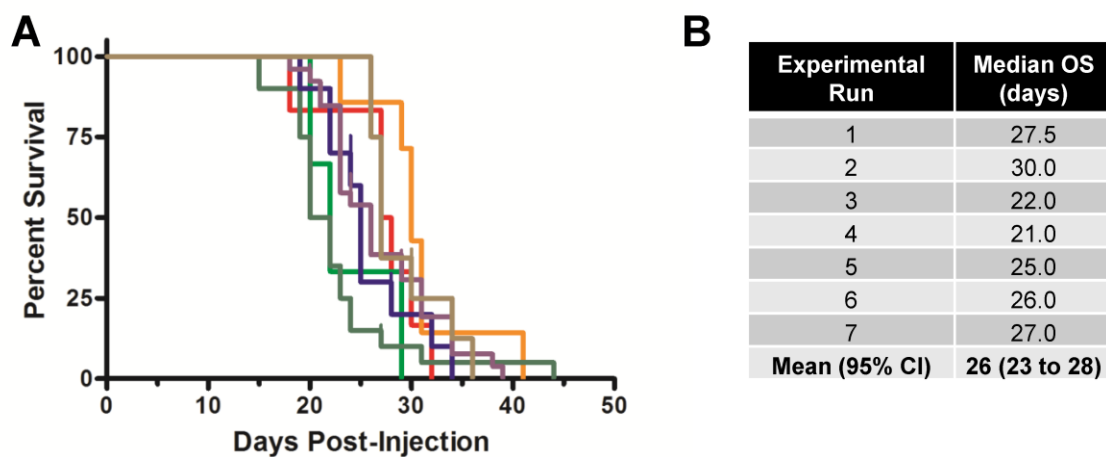 A
Percent Survival
100
75
50
25
0
0 10 20 30 40 50
Days Post-Injection
B
Experimental Run Median OS (days)
1 27.5
2 30.0
3 22.0
4 21.0
5 25.0
6 26.0
7 27.0
Mean (95% CI) 26 (23 to 28)